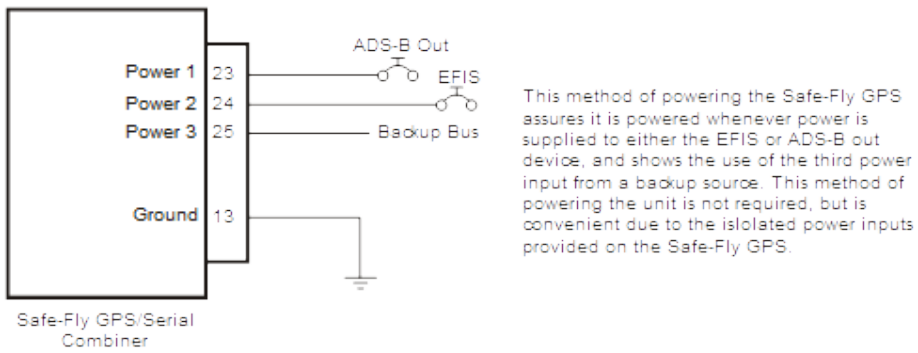 ADS-B Out
Power 1 23
EFIS
Power 2 24
Power 3 25 Backup Bus
Ground 13
Safe-Fly GPS/Serial
Combiner
This method of powering the Safe-Fly GPS
assures it is powered whenever power is
supplied to either the EFIS or ADS-B out
device, and shows the use of the third power
input from a backup source. This method of
powering the unit is not required, but is
convenient due to the islolated power inputs
provided on the Safe-Fly GPS.